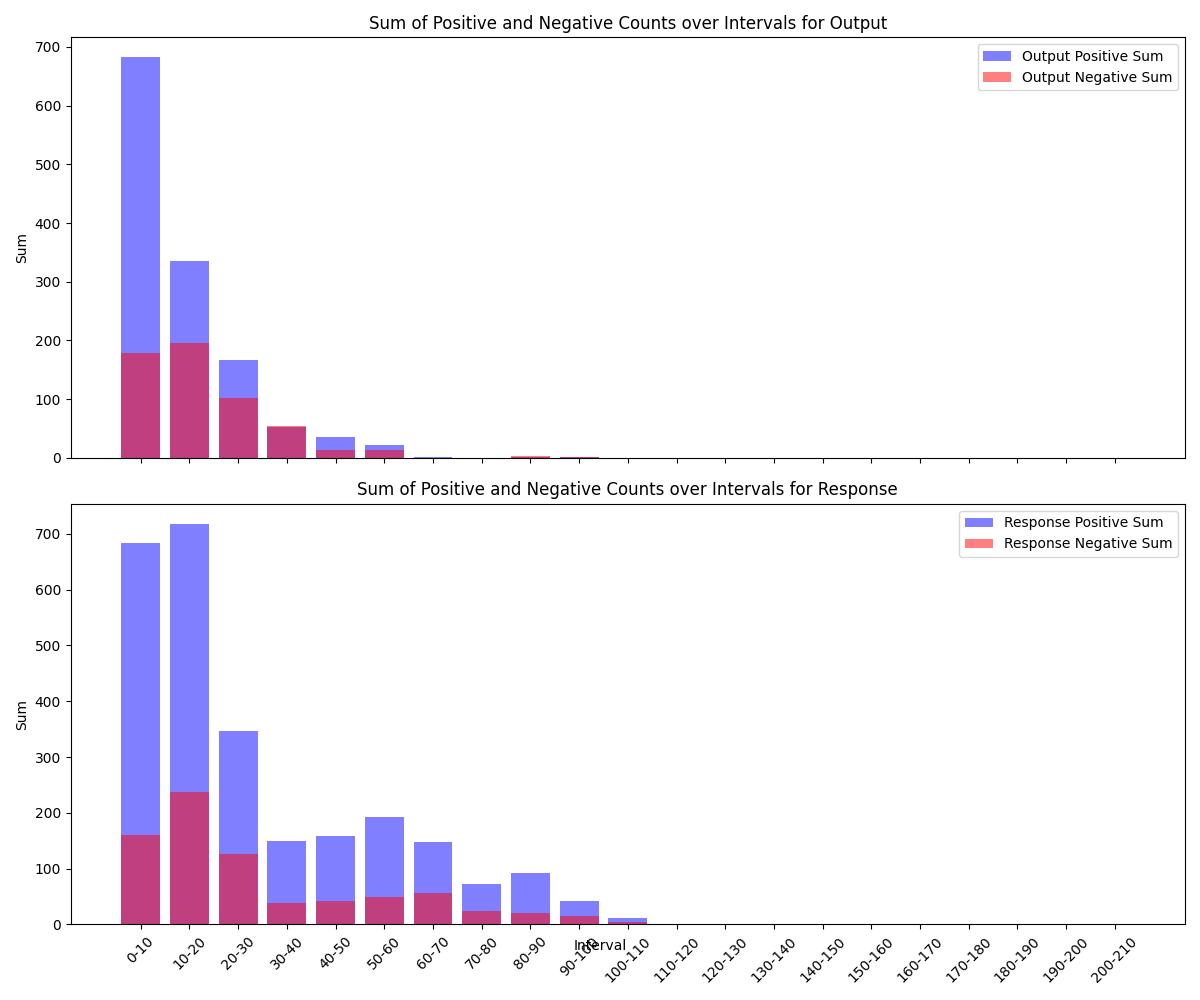 Sum of Positive and Negative Counts over Intervals for Output
700
600
500
400
300
200
100
0
Sum
Output Positive Sum
Output Negative Sum
Sum of Positive and Negative Counts over Intervals for Response
700
600
500
400
300
200
100
0
Sum
Response Positive Sum
Response Negative Sum
0-10 10-20 20-30 30-40 40-50 50-60 60-70 70-80 80-90 90-100 100-110 110-120 120-130 130-140 140-150 150-160 160-170 170-180 180-190 190-200 200-210
Interval